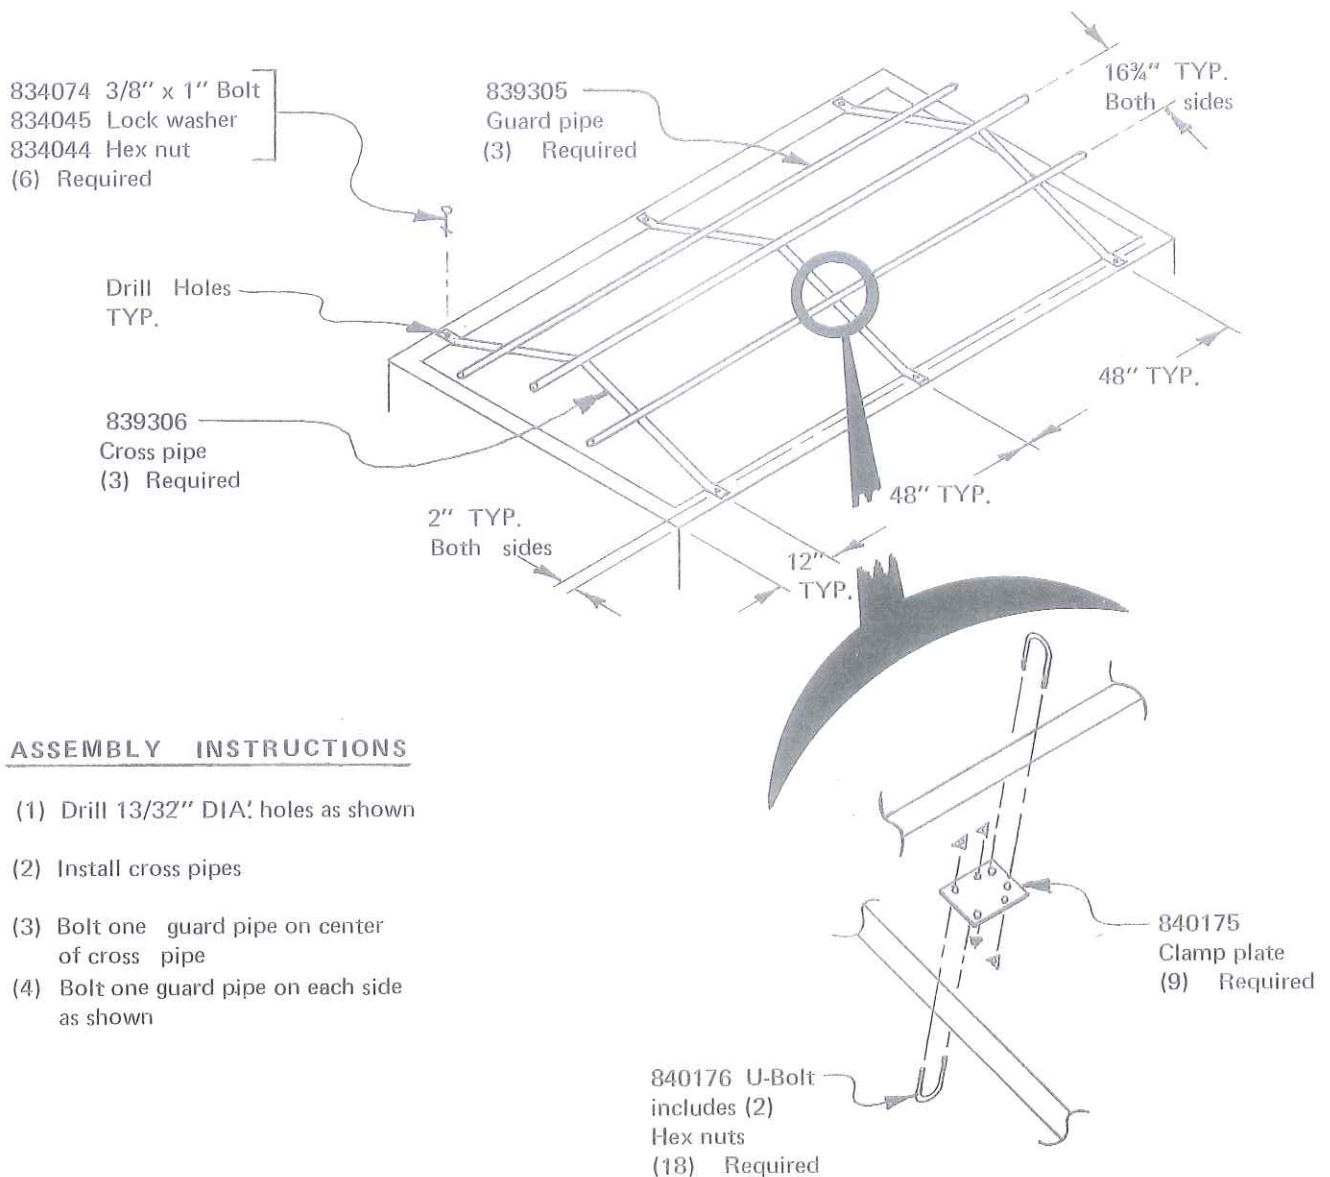 834074 3/8" x 1" Bolt
834045 Lock washer
834044 Hex nut
(6) Required
839305
Guard pipe
(3) Required
16¾" TYP.
Both sides
Drill Holes
TYP.
839306
Cross pipe
(3) Required
48" TYP.
48" TYP.
2" TYP.
Both sides
12"
TYP.
ASSEMBLY INSTRUCTIONS
(1) Drill 13/32" DIA. holes as shown
(2) Install cross pipes
(3) Bolt one guard pipe on center
of cross pipe
(4) Bolt one guard pipe on each side
as shown
840175
Clamp plate
(9) Required
840176 U-Bolt
includes (2)
Hex nuts
(18) Required